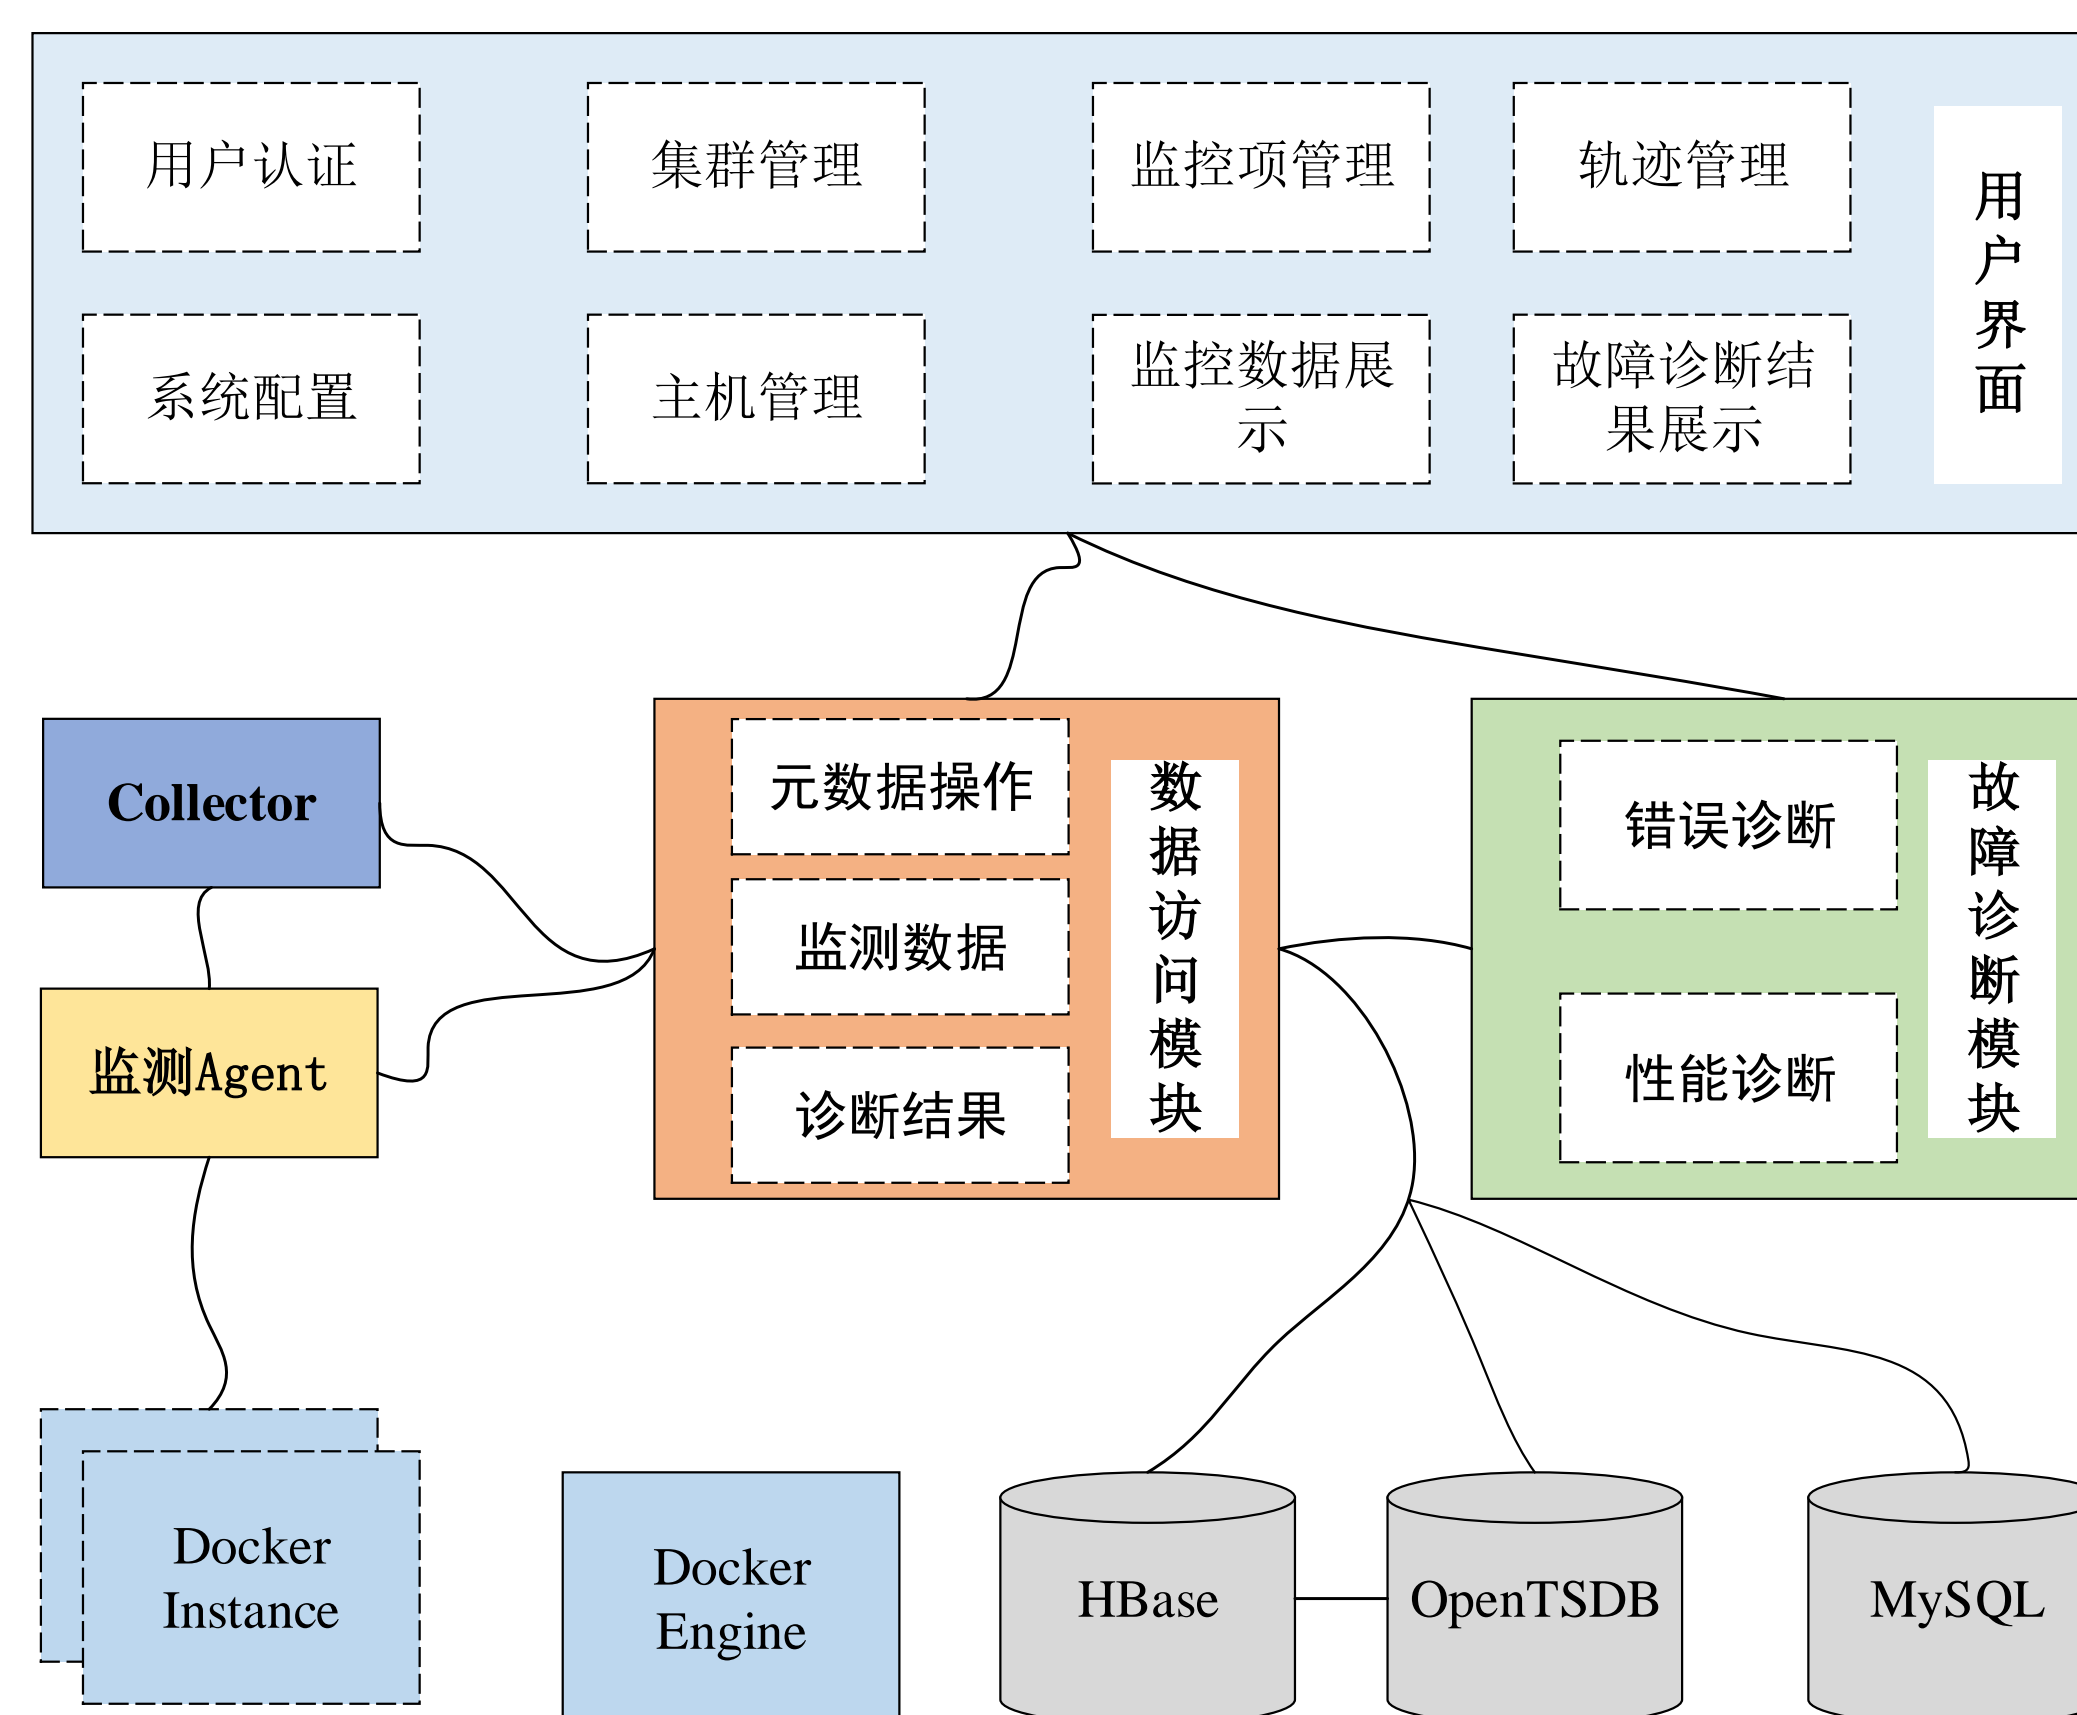 用户认证
集群管理
监控项管理
轨迹管理
系统配置
主机管理
监控数据展
示
故障诊断结
果展示
用
户
界
面
Collector
监测Agent
元数据操作
监测数据
诊断结果
数
据
访
问
模
块
错误诊断
性能诊断
故
障
诊
断
模
块
Docker
Instance
Docker
Engine
HBase
OpenTSDB
MySQL